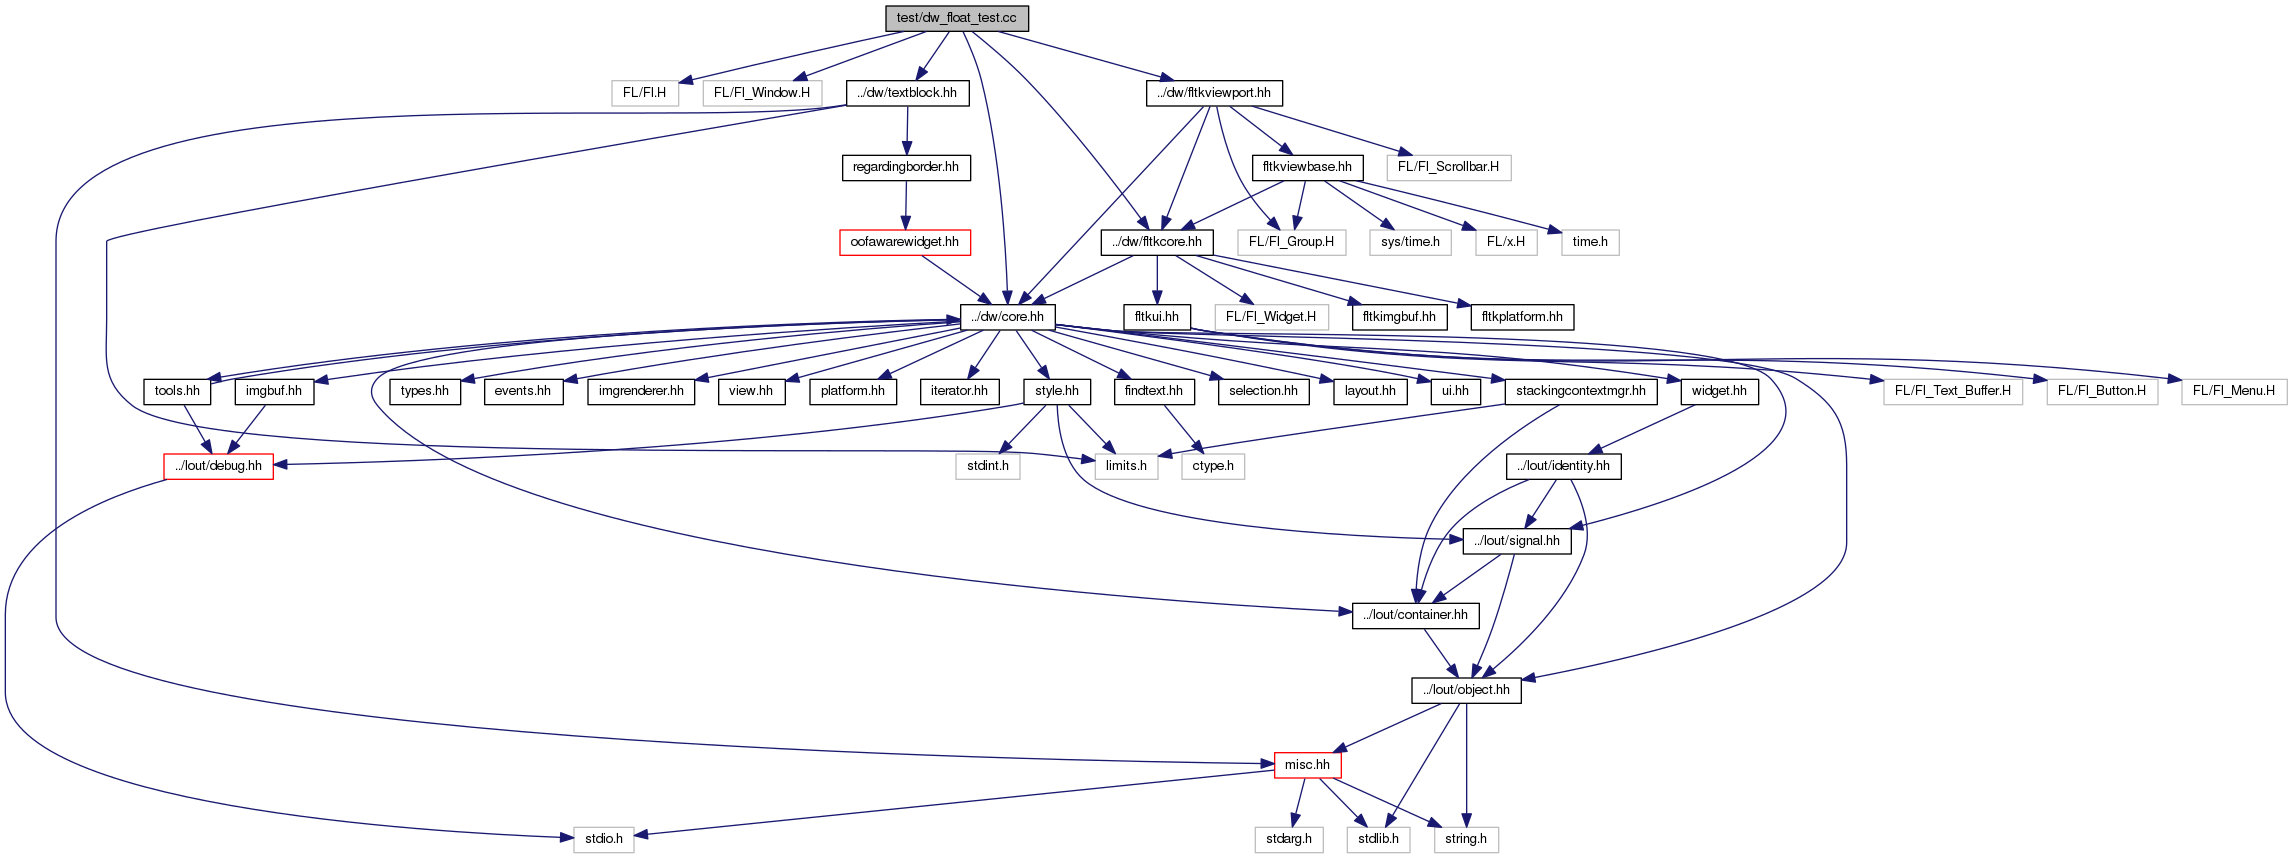 test/dw_float_test.cc
FL/Fl.H
FL/Fl_Window.H
../dw/textblock.hh
../dw/fltkviewport.hh
regardingborder.hh
fltkviewbase.hh
FL/Fl_Scrollbar.H
oofawarewidget.hh
../dw/fltkcore.hh
FL/Fl_Group.H
sys/time.h
FL/x.H
time.h
../dw/core.hh
fltkui.hh
FL/Fl_Widget.H
fltkimgbuf.hh
fltkplatform.hh
tools.hh
imgbuf.hh
types.hh
events.hh
imgrenderer.hh
view.hh
platform.hh
iterator.hh
style.hh
findtext.hh
selection.hh
layout.hh
ui.hh
stackingcontextmgr.hh
widget.hh
FL/Fl_Text_Buffer.H
FL/Fl_Button.H
FL/Fl_Menu.H
../lout/debug.hh
stdint.h
limits.h
ctype.h
../lout/identity.hh
../lout/signal.hh
../lout/container.hh
../lout/object.hh
misc.hh
stdio.h
stdarg.h
stdlib.h
string.h